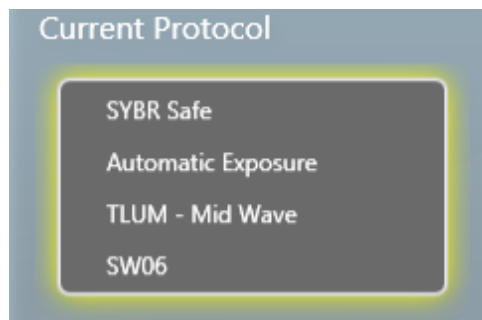 Current Protocol
SYBR Safe
Automatic Exposure
TLUM - Mid Wave
SW06